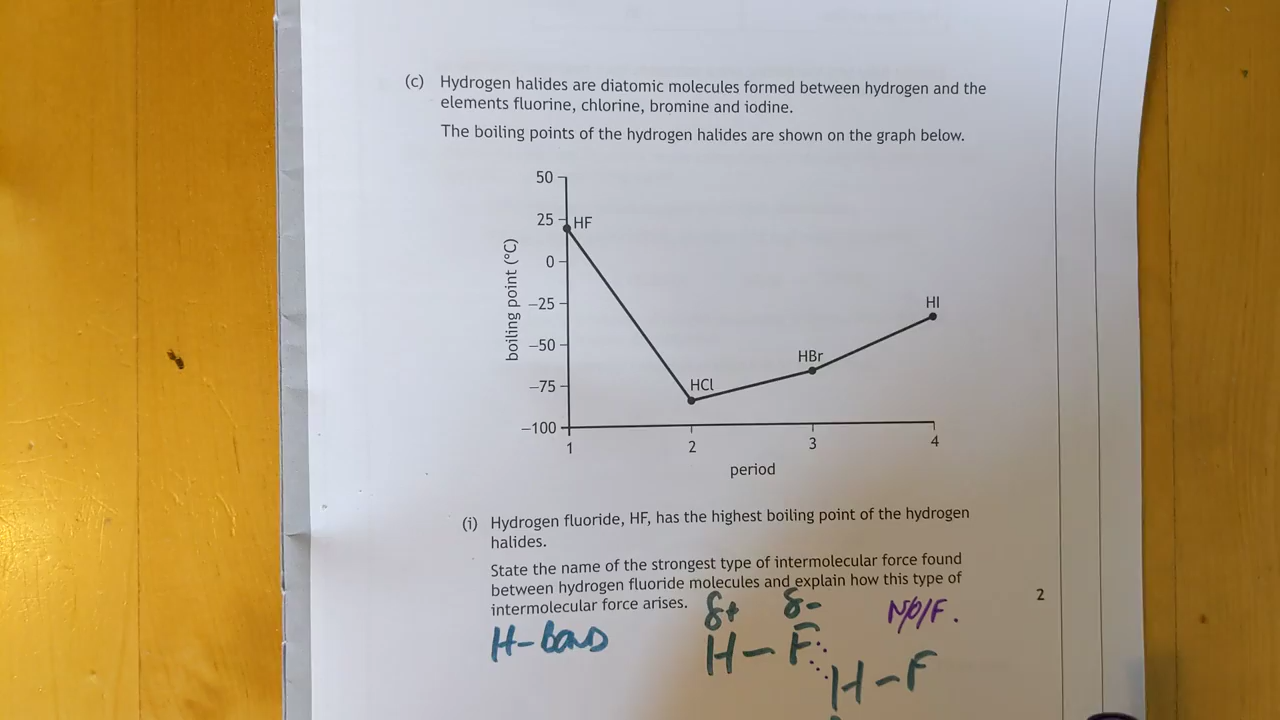 (c) Hydrogen halides are diatomic molecules formed between hydrogen and the
elements fluorine, chlorine, bromine and iodine.
The boiling points of the hydrogen halides are shown on the graph below.
50
25
0
−25
−50
−75
−100
boiling point (°C)
HF
HCl
HBr
HI
1 2 3 4
period
(i) Hydrogen fluoride, HF, has the highest boiling point of the hydrogen
halides.
State the name of the strongest type of intermolecular force found
between hydrogen fluoride molecules and explain how this type of
intermolecular force arises.
2
δ+ δ- N/O/F.
H-Bonds
H-F
H-F